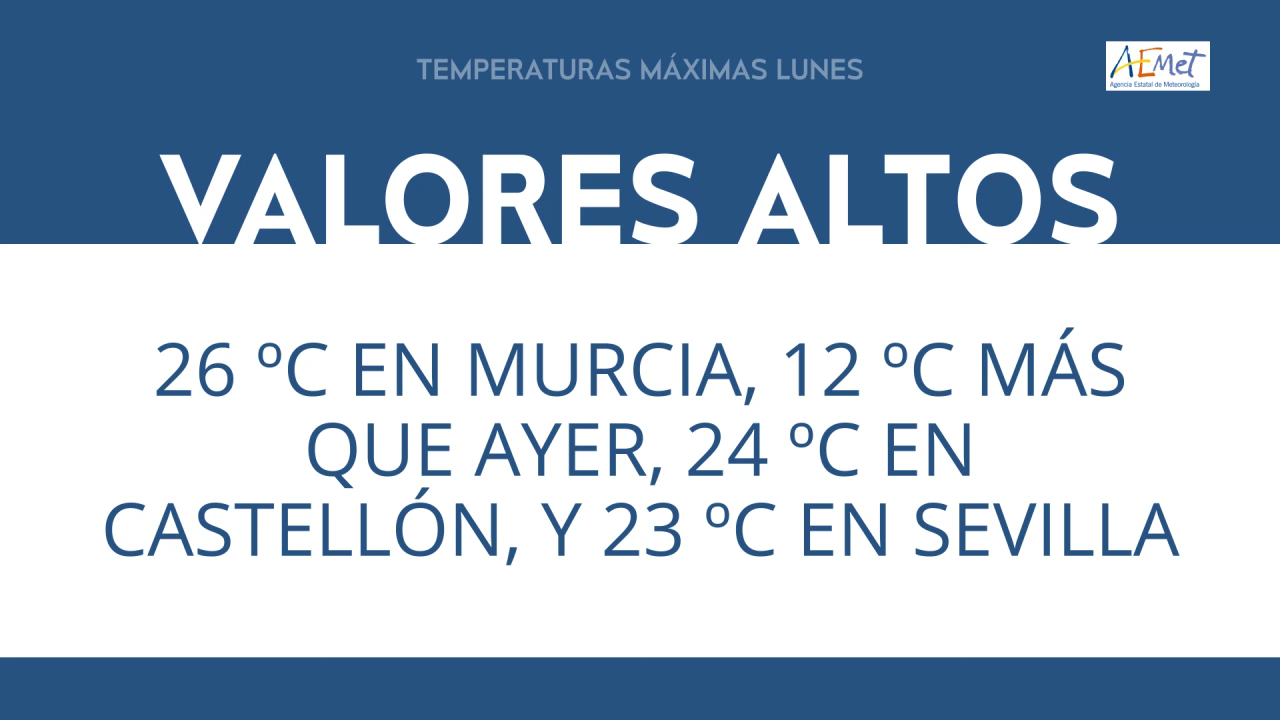 TEMPERATURAS MÁXIMAS LUNES
AEMet
Agencia Estatal de Meteorología
VALORES ALTOS
26 ºC EN MURCIA, 12 ºC MÁS
QUE AYER, 24 ºC EN
CASTELLÓN, Y 23 ºC EN SEVILLA